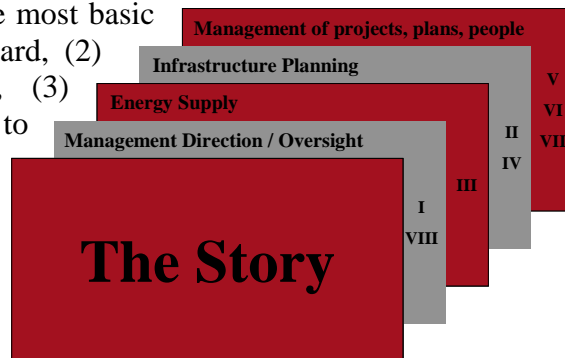 e most basic
ard, (2)
, (3)
to
Management of projects, plans, people
Infrastructure Planning
Energy Supply
Management Direction / Oversight
The Story
I
VIII
III
II
IV
V
VI
VII